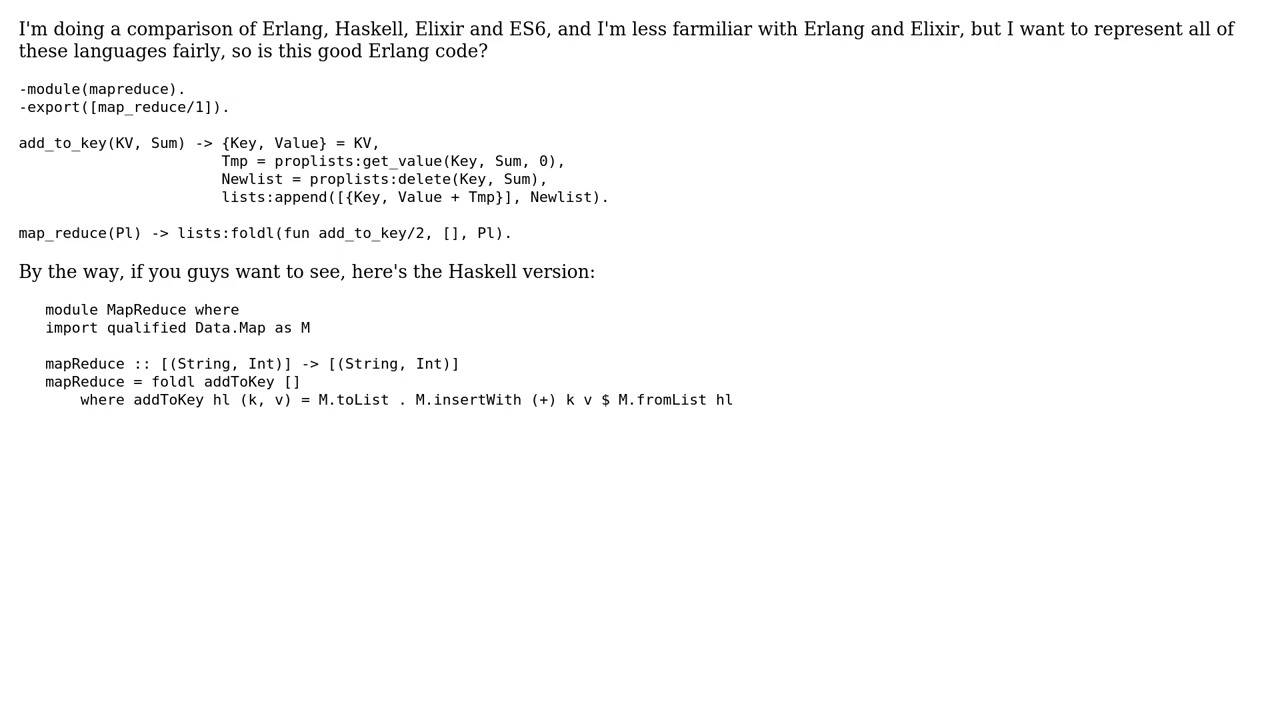 I'm doing a comparison of Erlang, Haskell, Elixir and ES6, and I'm less farmiliar with Erlang and Elixir, but I want to represent all of
these languages fairly, so is this good Erlang code?
-module(mapreduce).
-export([map_reduce/1]).
add_to_key(KV, Sum) -> {Key, Value} = KV,
Tmp = proplists:get_value(Key, Sum, 0),
Newlist = proplists:delete(Key, Sum),
lists:append([{Key, Value + Tmp}], Newlist).
map_reduce(Pl) -> lists:foldl(fun add_to_key/2, [], Pl).
By the way, if you guys want to see, here's the Haskell version:
module MapReduce where
import qualified Data.Map as M
mapReduce :: [(String, Int)] -> [(String, Int)]
mapReduce = foldl addToKey []
where addToKey hl (k, v) = M.toList . M.insertWith (+) k v $ M.fromList hl